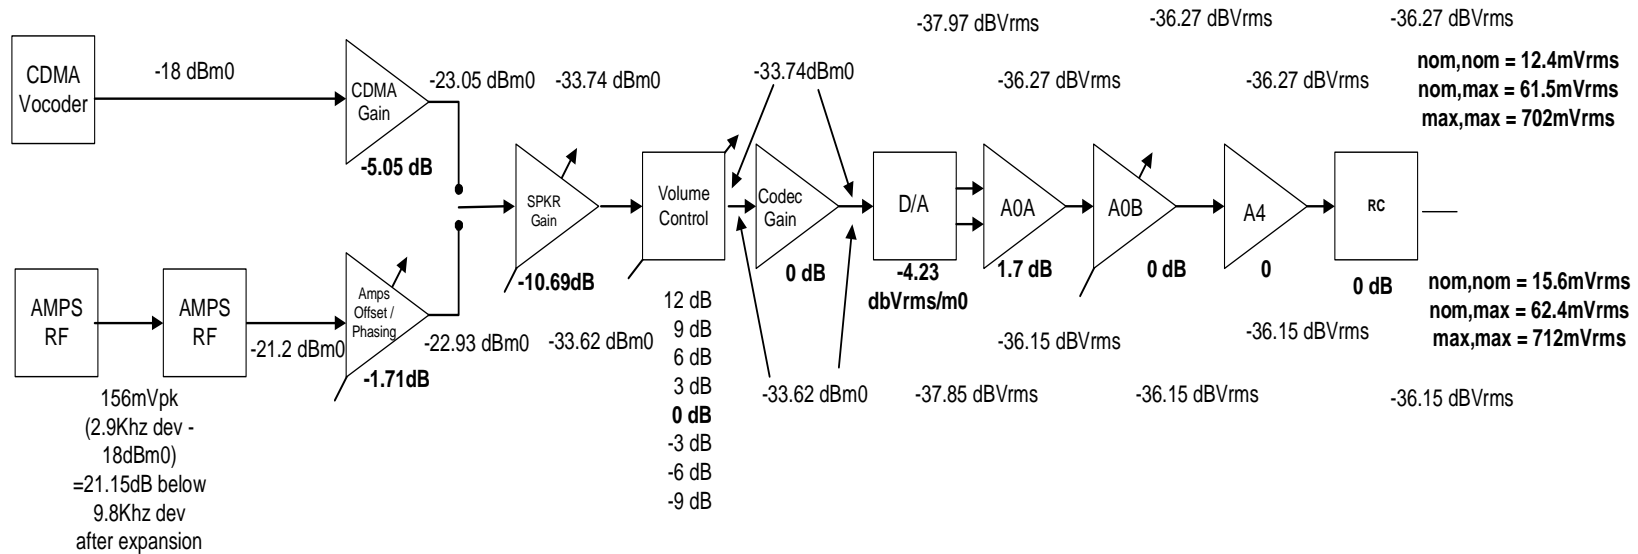 -37.97 dBVrms
-36.27 dBVrms
-36.27 dBVrms
CDMA
Vocoder
-18 dBm0
CDMA
Gain
-5.05 dB
-23.05 dBm0
-33.74 dBm0
-33.74dBm0
-36.27 dBVrms
-36.27 dBVrms
nom,nom = 12.4mVrms
nom,max = 61.5mVrms
max,max = 702mVrms
SPKR
Gain
-10.69dB
Volume
Control
Codec
Gain
0 dB
D/A
-4.23
dbVrms/m0
A0A
1.7 dB
A0B
0 dB
A4
0
RC
0 dB
AMPS
RF
AMPS
RF
-21.2 dBm0
Amps
Offset /
Phasing
-1.71dB
-22.93 dBm0
-33.62 dBm0
12 dB
9 dB
6 dB
3 dB
0 dB
-3 dB
-6 dB
-9 dB
-33.62 dBm0
-36.15 dBVrms
-36.15 dBVrms
nom,nom = 15.6mVrms
nom,max = 62.4mVrms
max,max = 712mVrms
-37.85 dBVrms
-36.15 dBVrms
-36.15 dBVrms
156mVpk
(2.9Khz dev -
18dBm0)
=21.15dB below
9.8Khz dev
after expansion